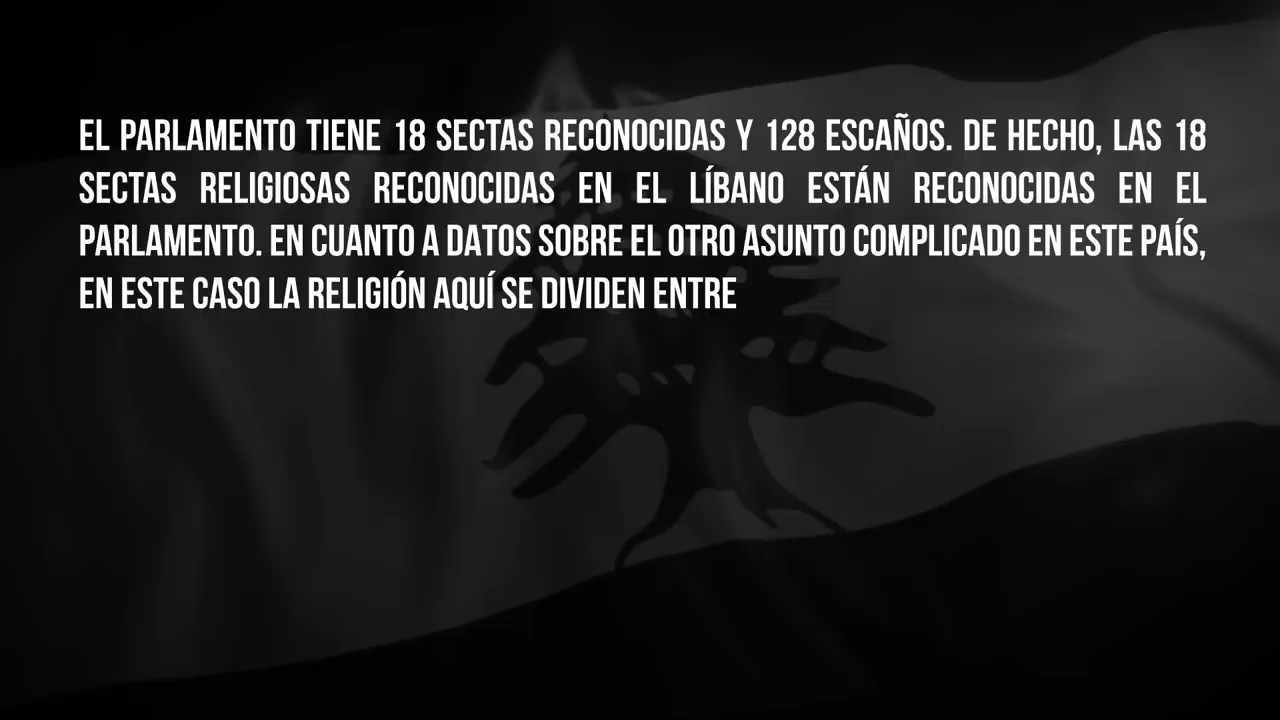 EL PARLAMENTO TIENE 18 SECTAS RECONOCIDAS Y 128 ESCAÑOS. DE HECHO, LAS 18
SECTAS RELIGIOSAS RECONOCIDAS EN EL LÍBANO ESTÁN RECONOCIDAS EN EL
PARLAMENTO. EN CUANTO A DATOS SOBRE EL OTRO ASUNTO COMPLICADO EN ESTE PAÍS,
EN ESTE CASO LA RELIGIÓN AQUÍ SE DIVIDEN ENTRE